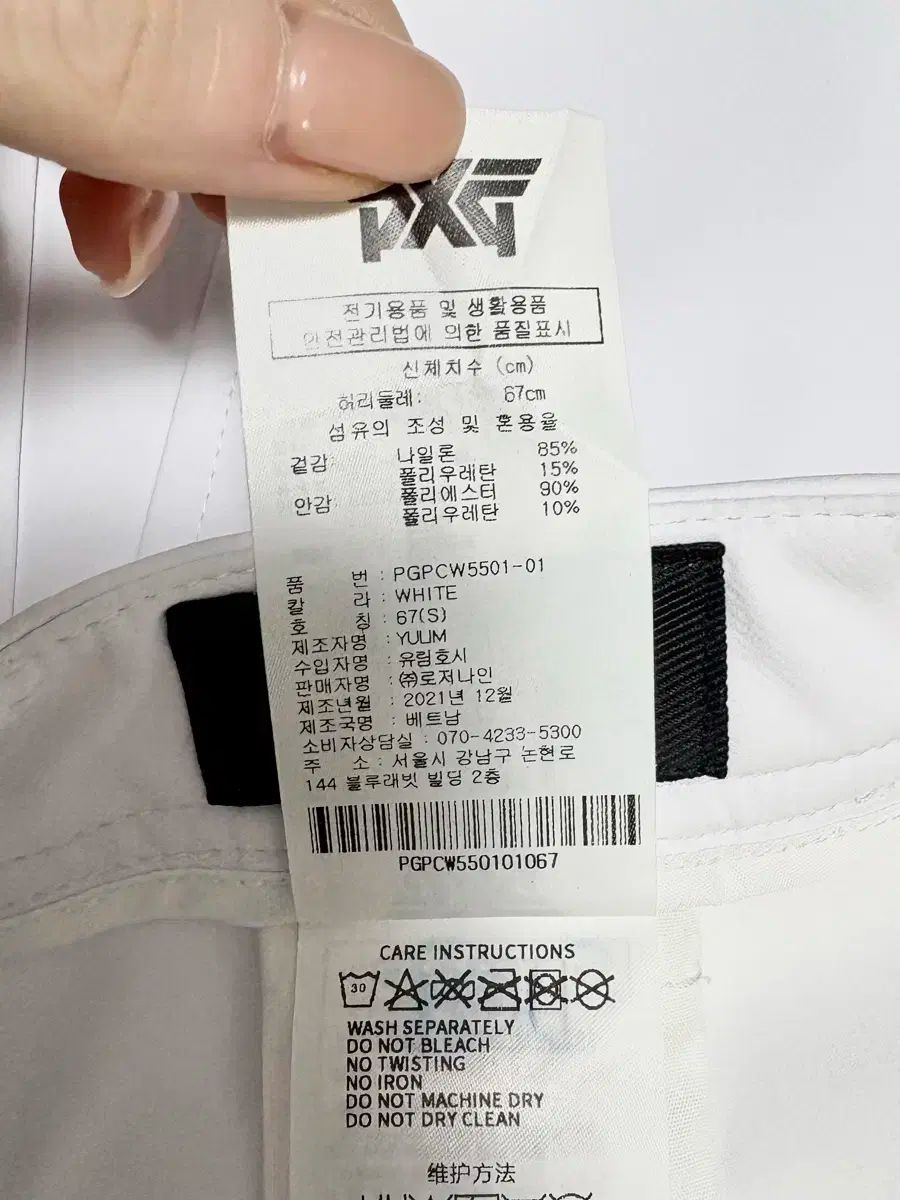 PXG
전기용품 및 생활용품
안전관리법에 의한 품질표시
신체치수 (cm)
허리둘레: 67cm
섬유의 조성 및 혼용율
겉감 나일론 85%
폴리우레탄 15%
안감 폴리에스터 90%
폴리우레탄 10%
품 번 : PGPCW5501-01
칼 라 : WHITE
호 칭 : 67(S)
제조자명 : YULIM
수입자명 : 유림호시
판매자명 : ㈜로저나인
제조년월 : 2021년 12월
제조국명 : 베트남
소비자상담실 : 070-4233-5300
주 소 : 서울시 강남구 논현로
144 블루래빗 빌딩 2층
PGPCW550101067
CARE INSTRUCTIONS
30
WASH SEPARATELY
DO NOT BLEACH
NO TWISTING
NO IRON
DO NOT MACHINE DRY
DO NOT DRY CLEAN
维护方法